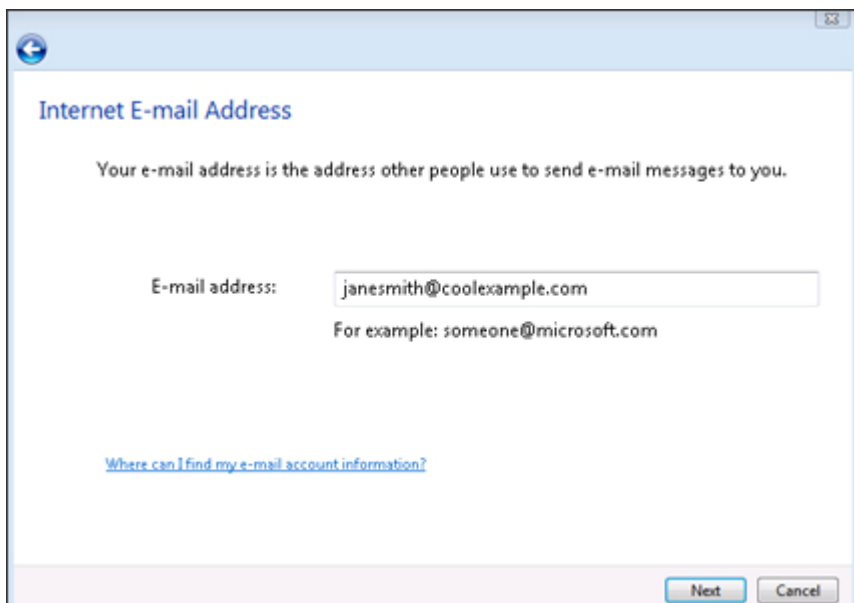 Internet E-mail Address
Your e-mail address is the address other people use to send e-mail messages to you.
E-mail address: janesmith@coolexample.com
For example: someone@microsoft.com
Where can I find my e-mail account information?
Next Cancel